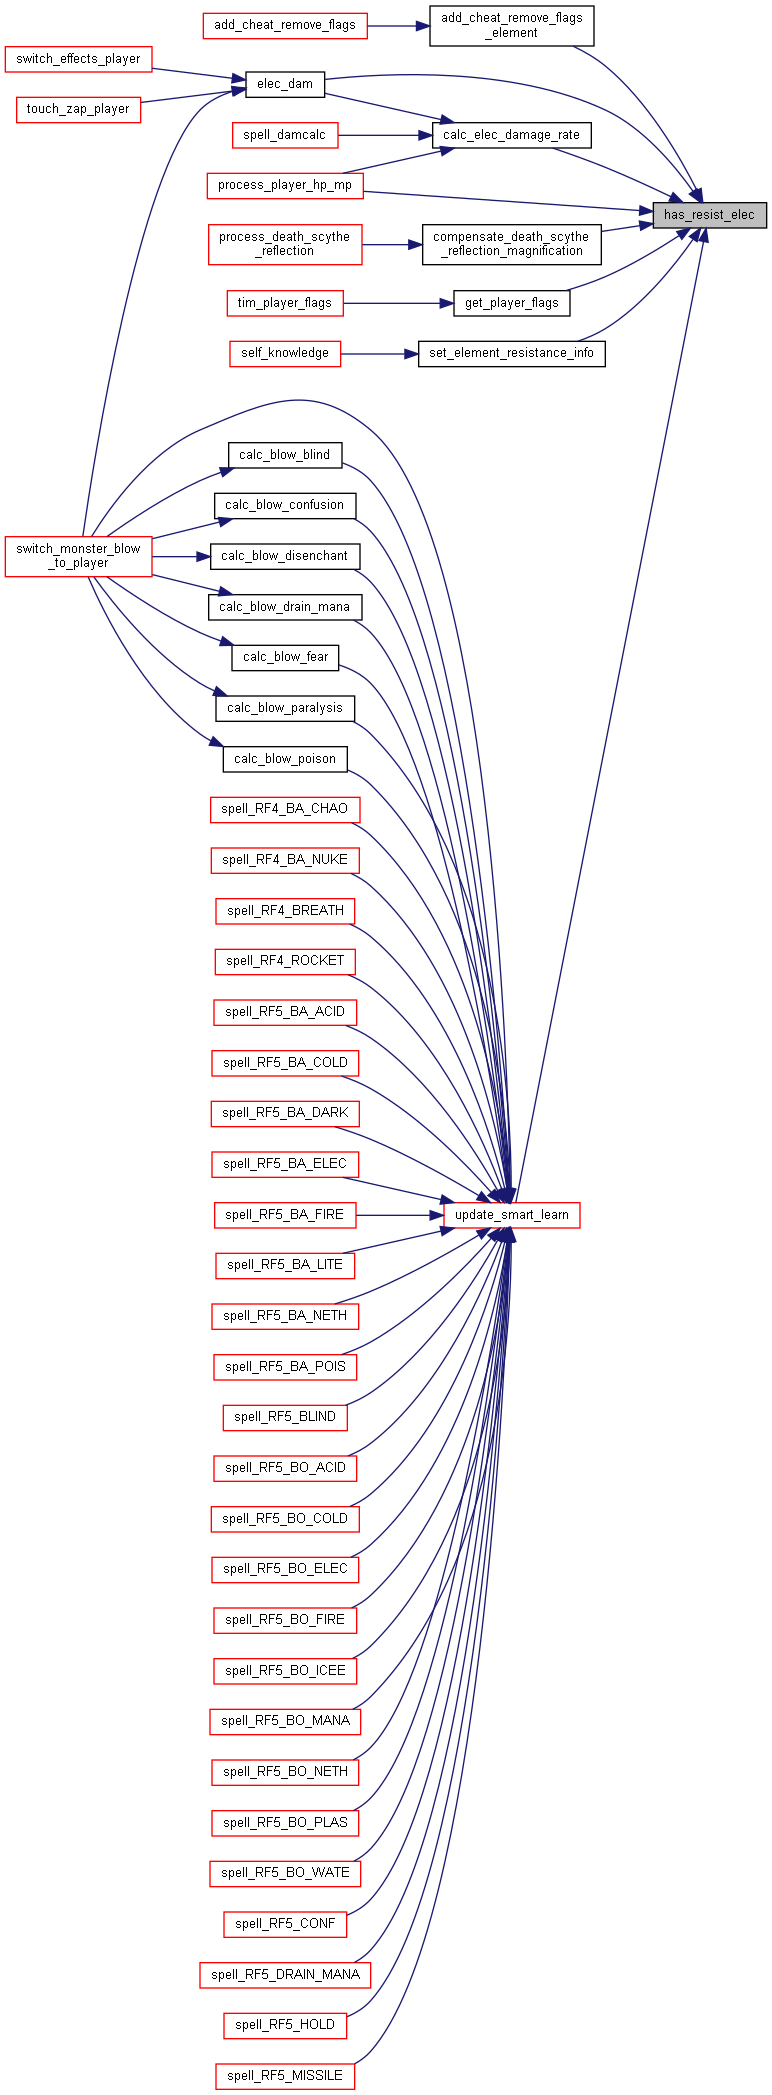 add_cheat_remove_flags
add_cheat_remove_flags
_element
switch_effects_player
elec_dam
touch_zap_player
spell_damcalc
calc_elec_damage_rate
process_player_hp_mp
has_resist_elec
process_death_scythe
_reflection
compensate_death_scythe
_reflection_magnification
tim_player_flags
get_player_flags
self_knowledge
set_element_resistance_info
calc_blow_blind
calc_blow_confusion
switch_monster_blow
_to_player
calc_blow_disenchant
calc_blow_drain_mana
calc_blow_fear
calc_blow_paralysis
calc_blow_poison
spell_RF4_BA_CHAO
spell_RF4_BA_NUKE
spell_RF4_BREATH
spell_RF4_ROCKET
spell_RF5_BA_ACID
spell_RF5_BA_COLD
spell_RF5_BA_DARK
spell_RF5_BA_ELEC
spell_RF5_BA_FIRE
update_smart_learn
spell_RF5_BA_LITE
spell_RF5_BA_NETH
spell_RF5_BA_POIS
spell_RF5_BLIND
spell_RF5_BO_ACID
spell_RF5_BO_COLD
spell_RF5_BO_ELEC
spell_RF5_BO_FIRE
spell_RF5_BO_ICEE
spell_RF5_BO_MANA
spell_RF5_BO_NETH
spell_RF5_BO_PLAS
spell_RF5_BO_WATE
spell_RF5_CONF
spell_RF5_DRAIN_MANA
spell_RF5_HOLD
spell_RF5_MISSILE